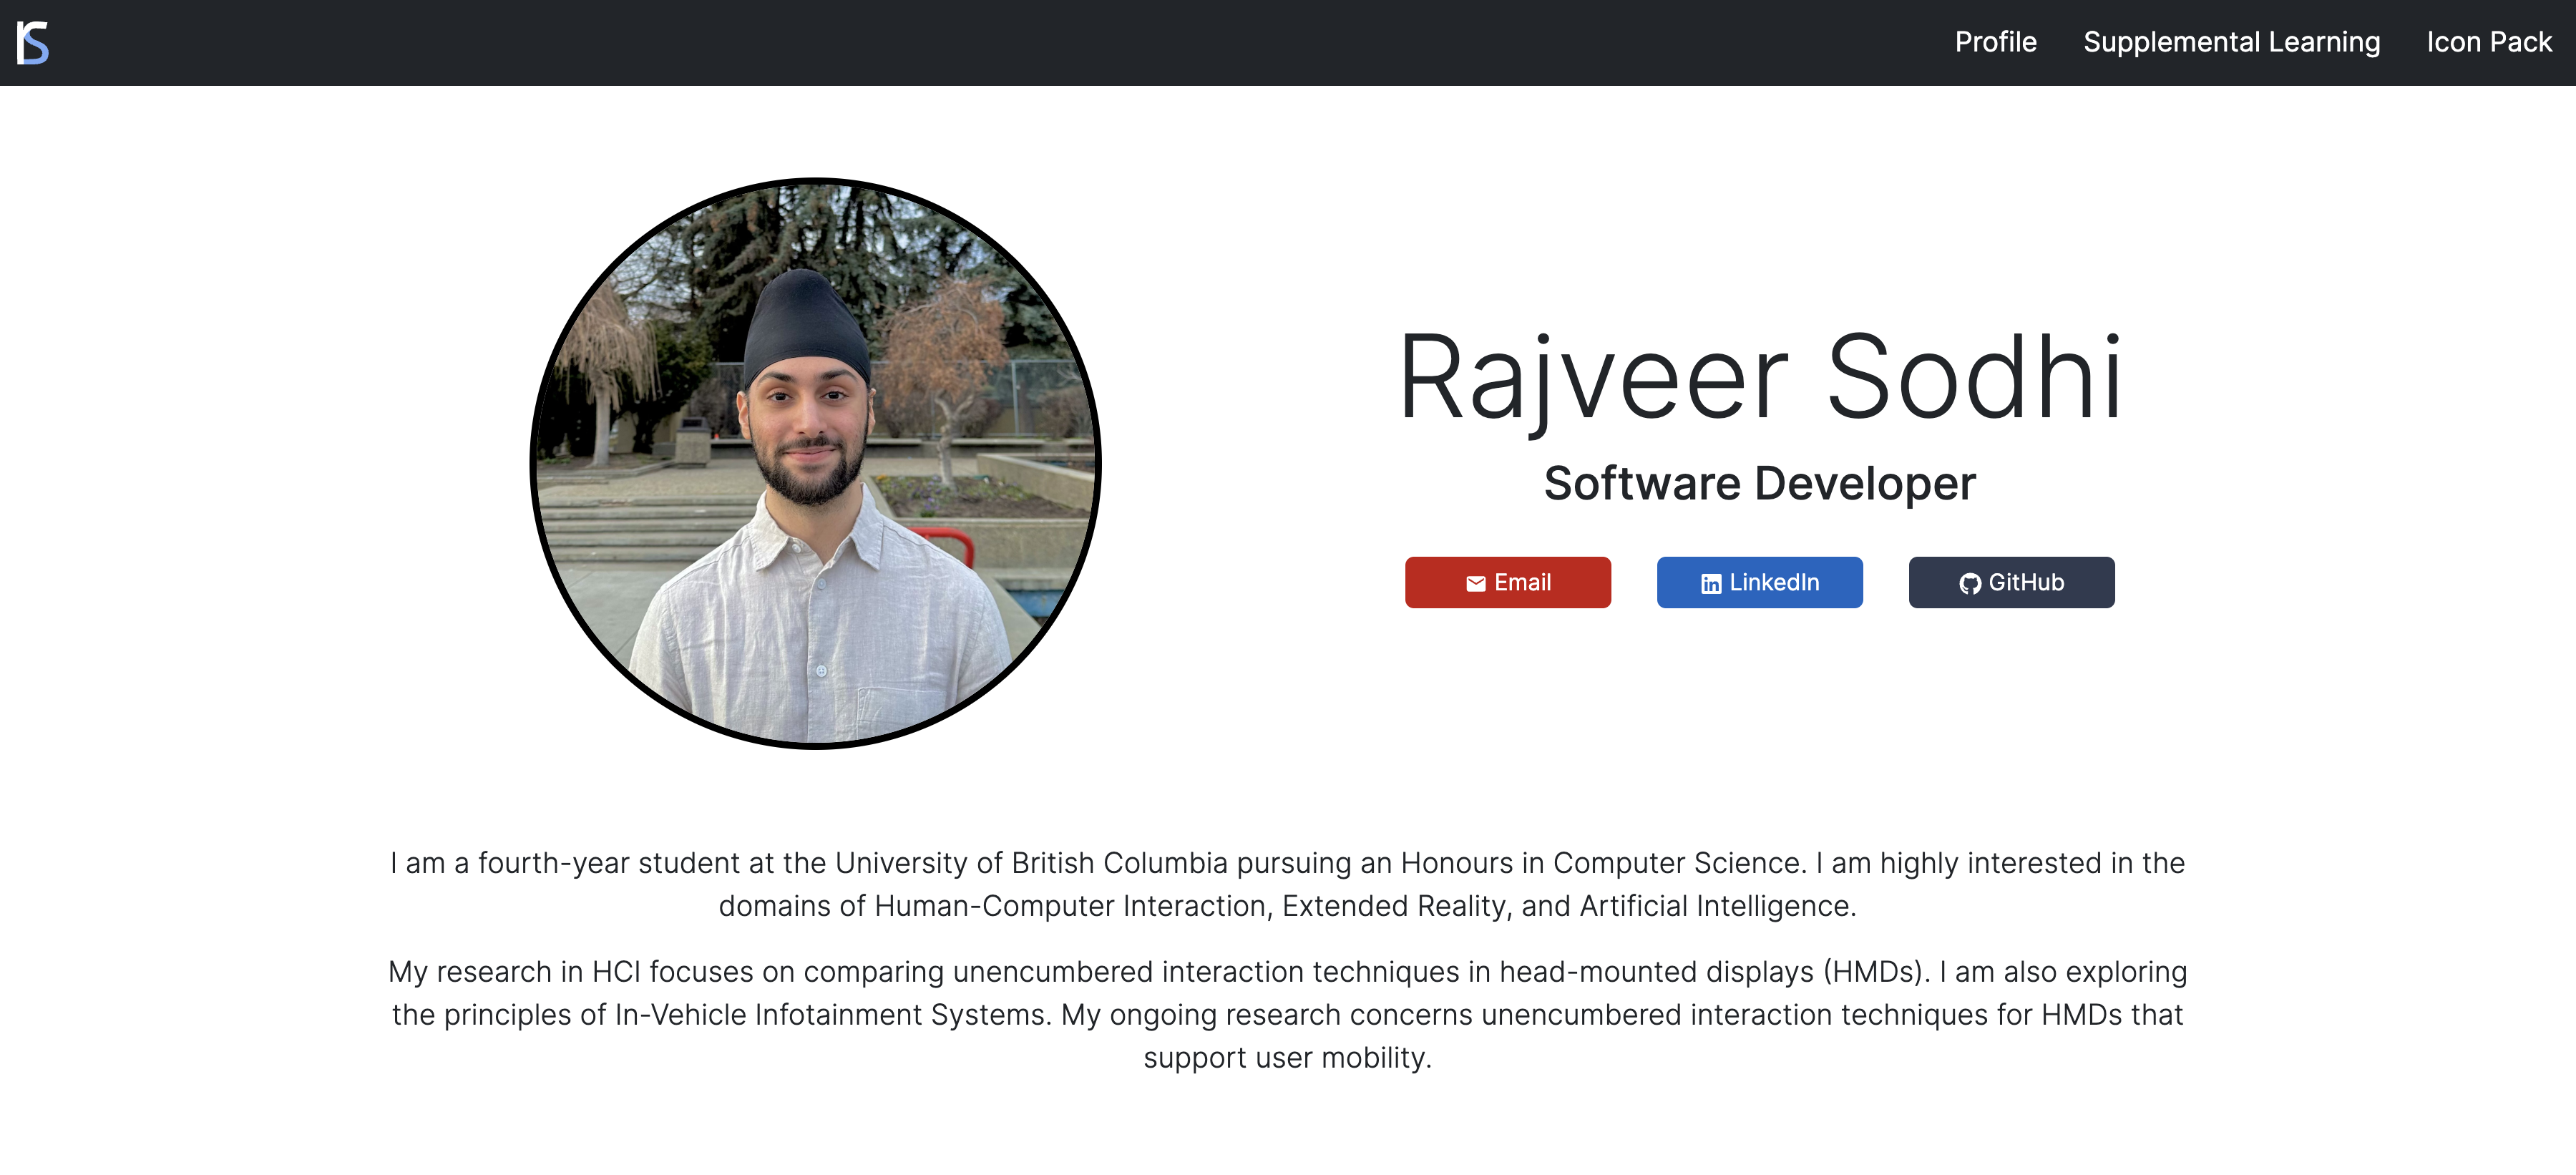 rs
Profile
Supplemental Learning
Icon Pack
Rajveer Sodhi
Software Developer
Email
LinkedIn
GitHub
I am a fourth-year student at the University of British Columbia pursuing an Honours in Computer Science. I am highly interested in the
domains of Human-Computer Interaction, Extended Reality, and Artificial Intelligence.
My research in HCI focuses on comparing unencumbered interaction techniques in head-mounted displays (HMDs). I am also exploring
the principles of In-Vehicle Infotainment Systems. My ongoing research concerns unencumbered interaction techniques for HMDs that
support user mobility.